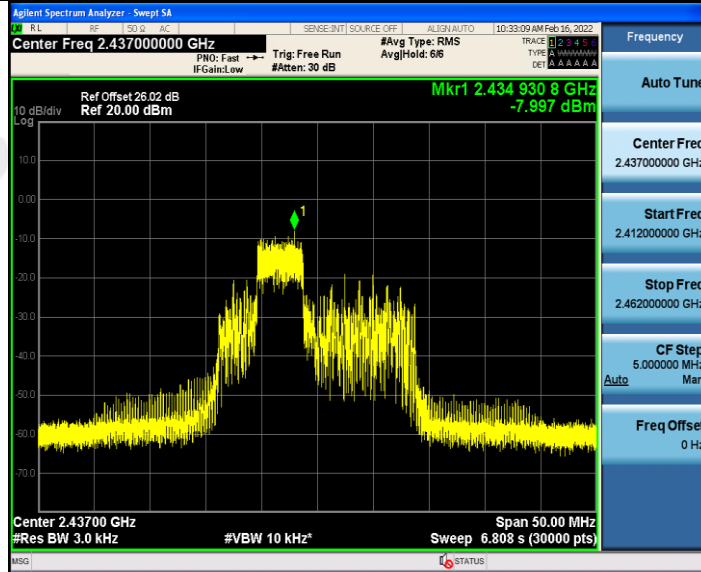 Agilent Spectrum Analyzer - Swept SA
RL RF 50 Ω AC SENSE:INT SOURCE OFF ALIGN AUTO 10:33:09 AM Feb 16, 2022
Center Freq 2.437000000 GHz
PNO: Fast
IFGain:Low
Trig: Free Run
#Atten: 30 dB
#Avg Type: RMS
Avg|Hold: 6/6
TRACE 1 2 3 4 5 6
TYPE A WWWWW
DET A A A A A A
Mkr1 2.434 930 8 GHz
-7.997 dBm
Ref Offset 26.02 dB
Ref 20.00 dBm
10 dB/div
Log
10.0
0.00
-10.0
-20.0
-30.0
-40.0
-50.0
-60.0
-70.0
1
Center 2.43700 GHz
Span 50.00 MHz
#Res BW 3.0 kHz
#VBW 10 kHz*
Sweep 6.808 s (30000 pts)
MSG
STATUS
Frequency
Auto Tune
Center Freq
2.437000000 GHz
Start Freq
2.412000000 GHz
Stop Freq
2.462000000 GHz
CF Step
5.000000 MHz
Auto Man
Freq Offset
0 Hz